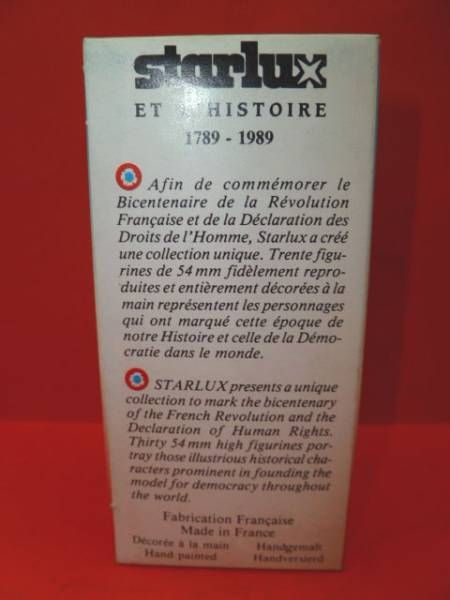 starlux
ET L'HISTOIRE
1789 - 1989
Afin de commémorer le
Bicentenaire de la Révolution
Française et de la Déclaration des
Droits de l'Homme, Starlux a créé
une collection unique. Trente figu-
rines de 54 mm fidèlement repro-
duites et entièrement décorées à la
main représentent les personnages
qui ont marqué cette époque de
notre Histoire et celle de la Démo-
cratie dans le monde.
STARLUX presents a unique
collection to mark the bicentenary
of the French Revolution and the
Declaration of Human Rights.
Thirty 54 mm high figurines por-
tray those illustrious historical cha-
racters prominent in founding the
model for democracy throughout
the world.
Fabrication Française
Made in France
Décorée à la main Handgemalt
Hand painted Handversierd